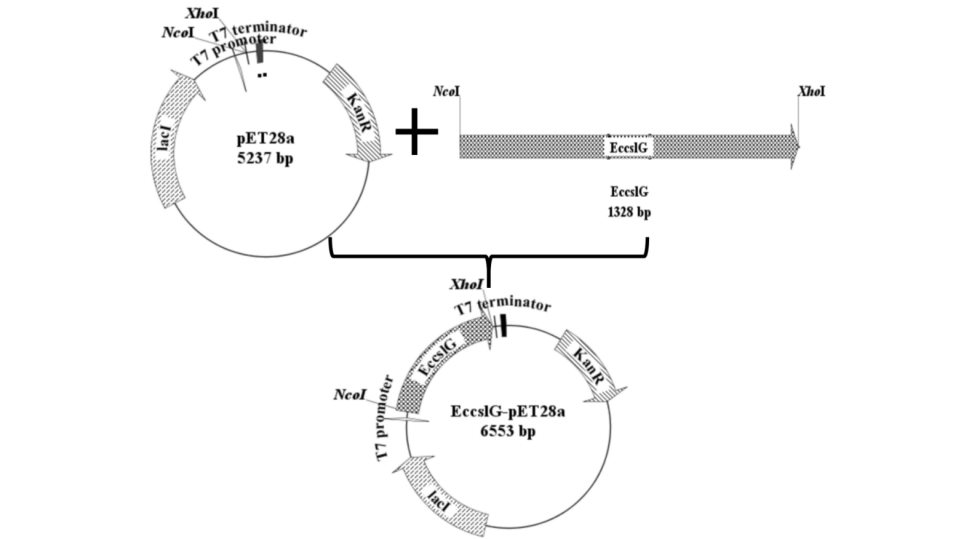 XhoI
NcoI
T7 terminator
T7 promoter
lacI
KanR
pET28a
5237 bp
+
NcoI
XhoI
EccslG
EccslG
1328 bp
XhoI
T7 terminator
EccslG
KanR
NcoI
T7 promoter
EccslG-pET28a
6553 bp
lacI